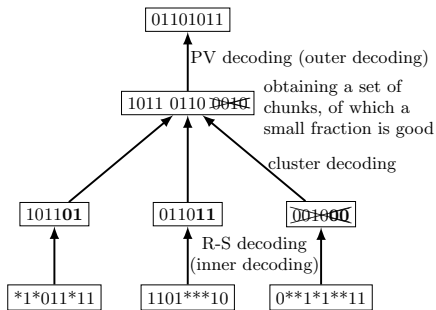 01101011
PV decoding (outer decoding)
1011 0110 0010
obtaining a set of
chunks, of which a
small fraction is good
cluster decoding
101101
011011
001000
R-S decoding
(inner decoding)
*1*011*11
1101***10
0**1*1**11